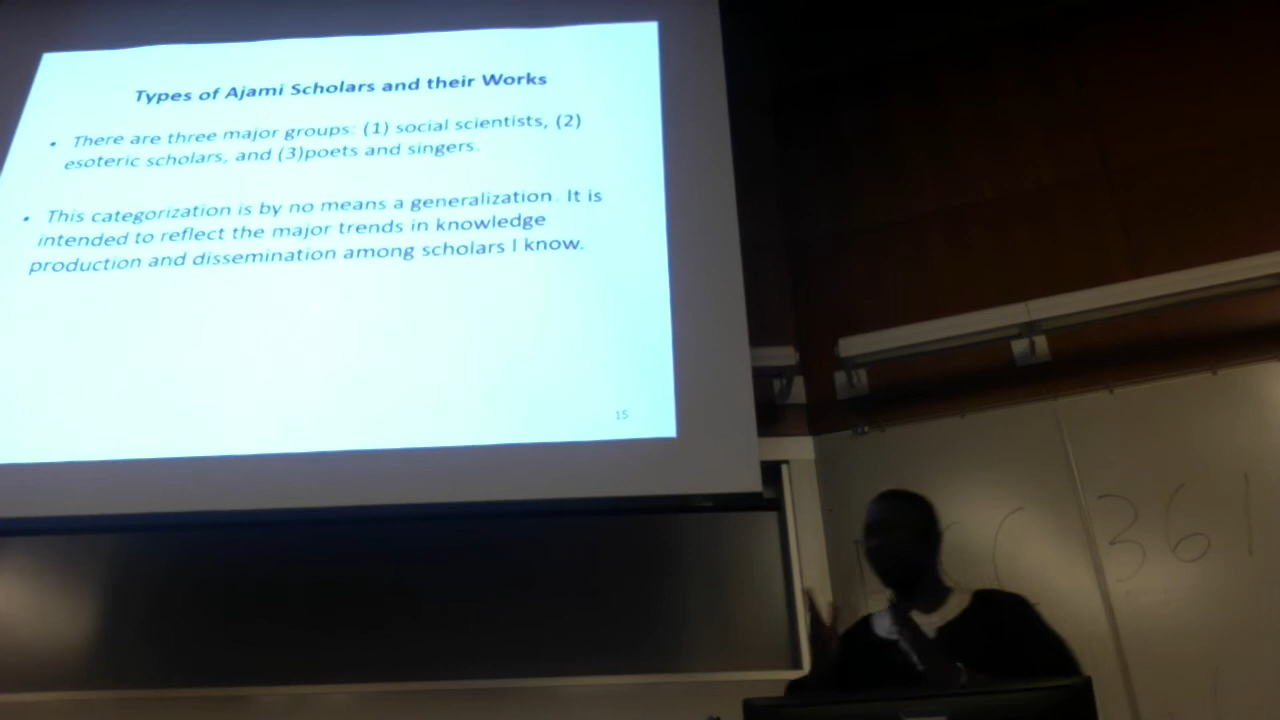 Types of Ajami Scholars and their Works
• There are three major groups: (1) social scientists, (2)
esoteric scholars, and (3)poets and singers.
• This categorization is by no means a generalization. It is
intended to reflect the major trends in knowledge
production and dissemination among scholars I know.
15
361